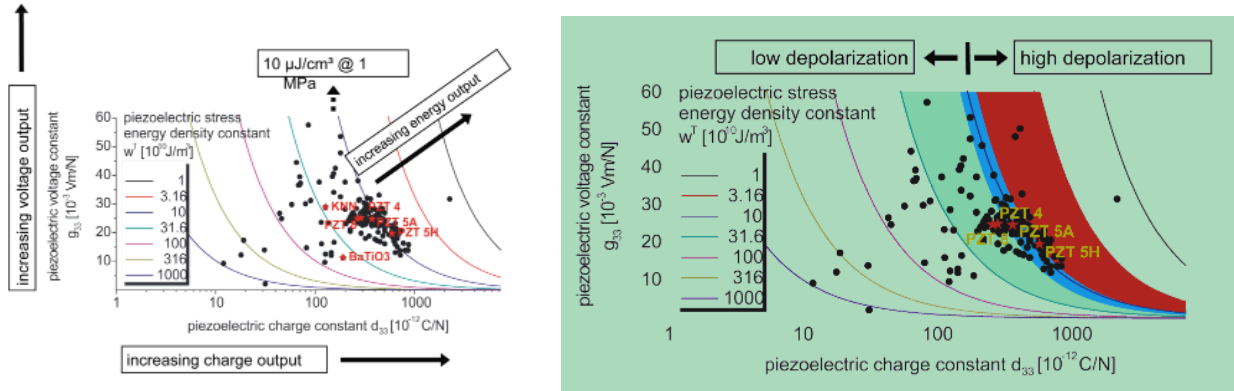 increasing voltage output
10 µJ/cm³ @ 1
MPa
increasing energy output
piezoelectric stress
energy density constant
wᵀ [10¹⁰J/m³]
1
3.16
10
31.6
100
316
1000
piezoelectric voltage constant
g₃₃ [10⁻³ Vm/N]
60
50
40
30
20
10
KNN
PZT 4
PZT 5A
PZT 5H
BaTiO3
1
10
100
1000
piezoelectric charge constant d₃₃ [10⁻¹²C/N]
increasing charge output
low depolarization
high depolarization
piezoelectric stress
energy density constant
wᵀ [10¹⁰J/m³]
1
3.16
10
31.6
100
316
1000
piezoelectric voltage constant
g₃₃ [10⁻³ Vm/N]
60
50
40
30
20
10
PZT 4
PZT 5A
PZT 5H
1
10
100
1000
piezoelectric charge constant d₃₃ [10⁻¹²C/N]